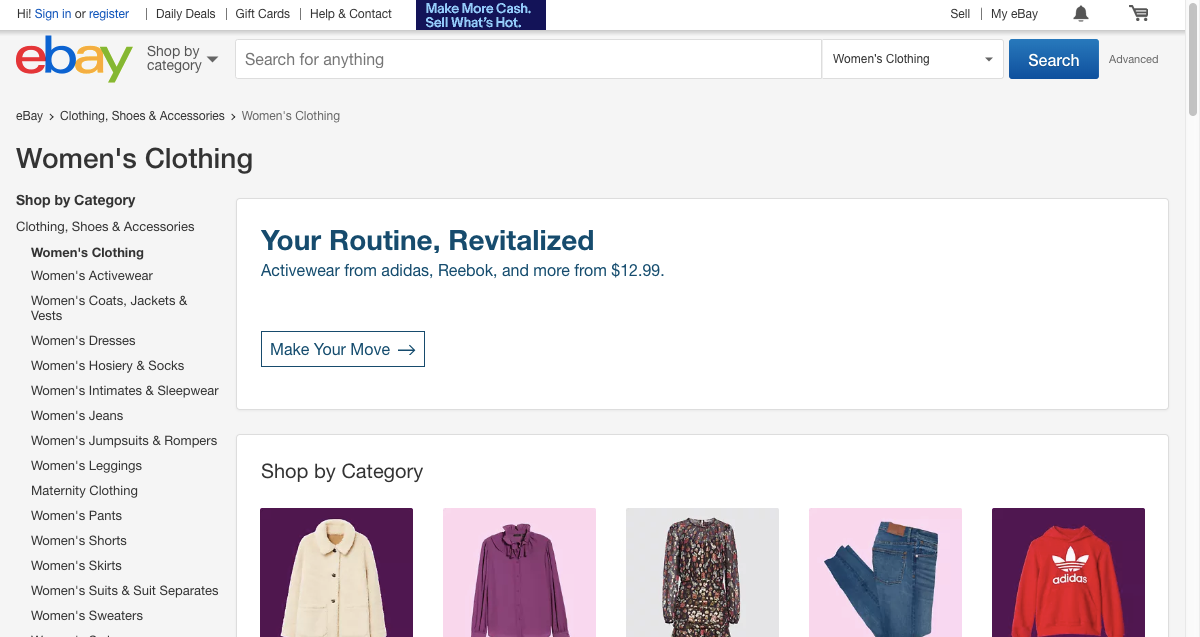 Hi! Sign in or register
Daily Deals
Gift Cards
Help & Contact
Make More Cash.
Sell What's Hot.
Sell
My eBay
ebay
Shop by
category
Search for anything
Women's Clothing
Search
Advanced
eBay
Clothing, Shoes & Accessories
Women's Clothing
Women's Clothing
Shop by Category
Clothing, Shoes & Accessories
Women's Clothing
Women's Activewear
Women's Coats, Jackets &
Vests
Women's Dresses
Women's Hosiery & Socks
Women's Intimates & Sleepwear
Women's Jeans
Women's Jumpsuits & Rompers
Women's Leggings
Maternity Clothing
Women's Pants
Women's Shorts
Women's Skirts
Women's Suits & Suit Separates
Women's Sweaters
Your Routine, Revitalized
Activewear from adidas, Reebok, and more from $12.99.
Make Your Move
Shop by Category
adidas